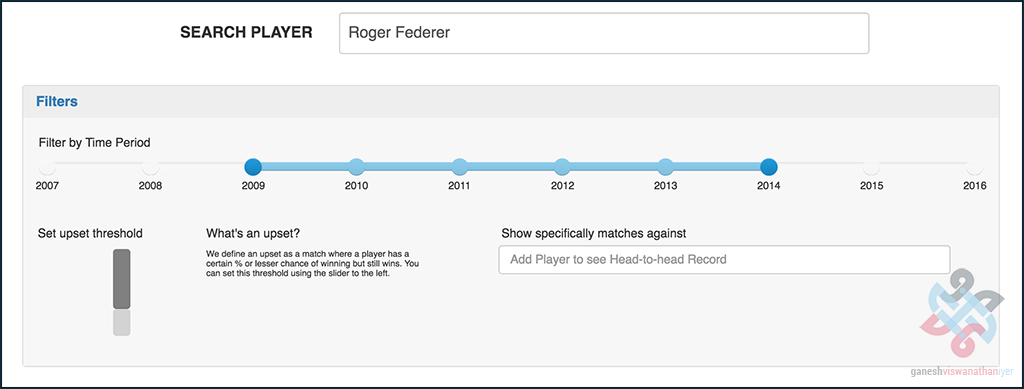 SEARCH PLAYER Roger Federer
Filters
Filter by Time Period
2007 2008 2009 2010 2011 2012 2013 2014 2015 2016
Set upset threshold
What's an upset?
We define an upset as a match where a player has a
certain % or lesser chance of winning but still wins. You
can set this threshold using the slider to the left.
Show specifically matches against
Add Player to see Head-to-head Record
ganeshviswanathaniyer